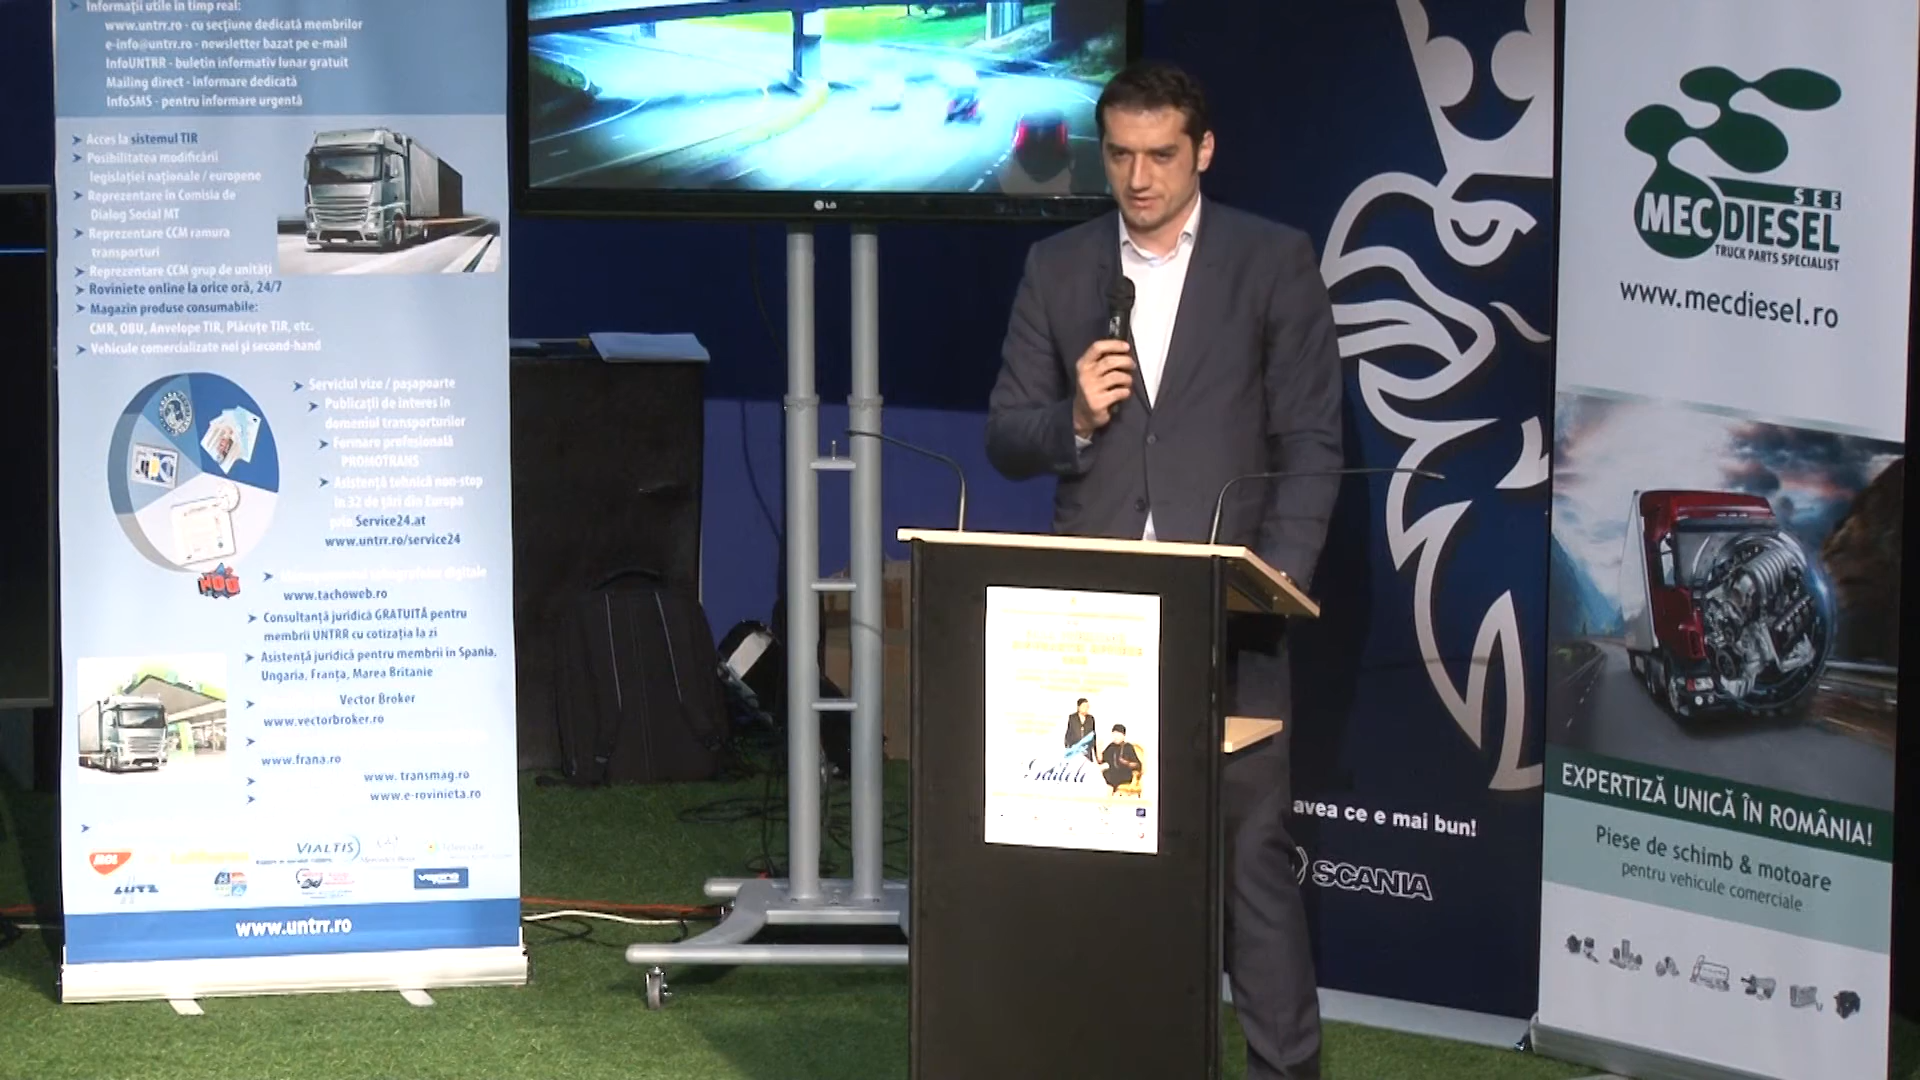 Informații utile în timp real:
www.untrr.ro - cu secțiune dedicată membrilor
e-info@untrr.ro - newsletter bazat pe e-mail
InfoUNTRR - buletin informativ lunar gratuit
Mailing direct - informare dedicată
InfoSMS - pentru informare urgentă
Acces la sistemul TIR
Posibilitatea modificării
legislației naționale / europene
Reprezentare în Comisia de
Dialog Social MT
Reprezentare CCM ramura
transporturi
Reprezentare CCM grup de unități
Roviniete online la orice oră, 24/7
Magazin produse consumabile:
CMR, OBU, Anvelope TIR, Plăcuțe TIR, etc.
Vehicule comercializate noi și second-hand
Serviciul vize / pașapoarte
Publicații de interes în
domeniul transporturilor
Formare profesională
PROMOTRANS
Asistență tehnică non-stop
în 32 de țări din Europa
prin Service24.at
www.untrr.ro/service24
NOU
www.tachoweb.ro
Consultanță juridică GRATUITĂ pentru
membrii UNTRR cu cotizația la zi
Asistență juridică pentru membrii în Spania,
Ungaria, Franța, Marea Britanie
Vector Broker
www.vectorbroker.ro
www.frana.ro
www. transmag.ro
www.e-rovinieta.ro
MOL
VIALTIS
www.untrr.ro
LG
avea ce e mai bun!
SCANIA
SEE
MECDIESEL
TRUCK PARTS SPECIALIST
www.mecdiesel.ro
EXPERTIZĂ UNICĂ ÎN ROMÂNIA!
Piese de schimb & motoare
pentru vehicule comerciale